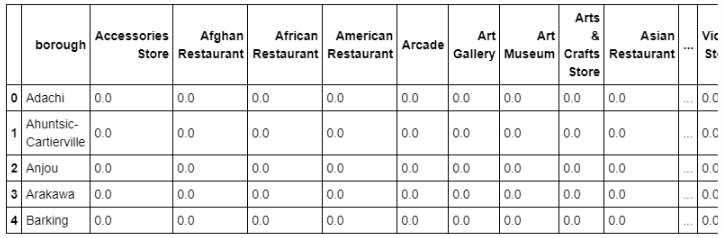 borough Accessories Store Afghan Restaurant African Restaurant American Restaurant Arcade Art Gallery Art Museum Arts & Crafts Store Asian Restaurant ...
0 Adachi 0.0 0.0 0.0 0.0 0.0 0.0 0.0 0.0 0.0 ... 0.0
1 Ahuntsic-Cartierville 0.0 0.0 0.0 0.0 0.0 0.0 0.0 0.0 0.0 ... 0.0
2 Anjou 0.0 0.0 0.0 0.0 0.0 0.0 0.0 0.0 0.0 ... 0.0
3 Arakawa 0.0 0.0 0.0 0.0 0.0 0.0 0.0 0.0 0.0 ... 0.0
4 Barking 0.0 0.0 0.0 0.0 0.0 0.0 0.0 0.0 0.0 ... 0.0